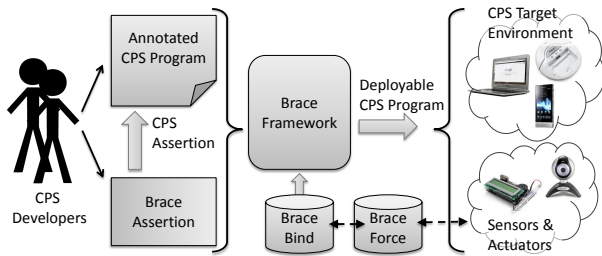 CPS
Developers
Annotated
CPS Program
CPS
Assertion
Brace
Assertion
Brace
Framework
Brace
Bind
Brace
Force
Deployable
CPS Program
CPS Target
Environment
Sensors &
Actuators